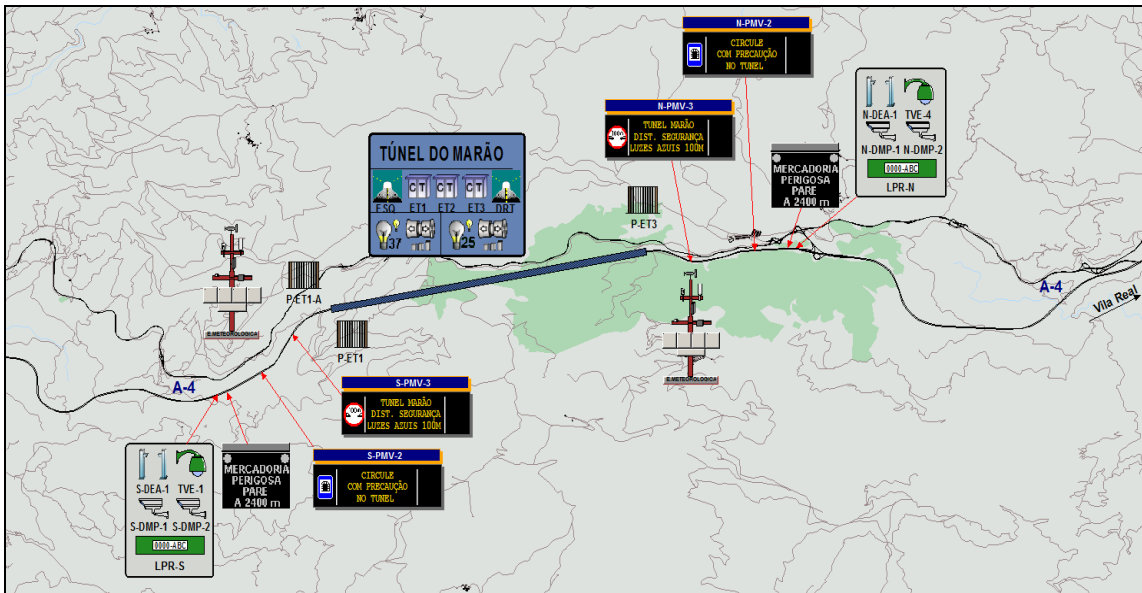 N-PMV-2
CIRCULE
COM PRECAUÇÃO
NO TUNEL
N-PMV-3
100m
TUNEL MARÃO
DIST. SEGURANÇA
LUZES AZUIS 100M
N-DEA-1 TVE-4
N-DMP-1 N-DMP-2
0000-ABC
LPR-N
MERCADORIA
PERIGOSA
PARE
A 2400 m
TÚNEL DO MARÃO
CT CT CT
ESQ ET1 ET2 ET3 DRT
37 25
P-ET3
E.METEOROLOGICA
P-ET1-A
P-ET1
A-4
Vila Real
E.METEOROLOGICA
A-4
S-PMV-3
TUNEL MARÃO
DIST. SEGURANÇA
LUZES AZUIS 100M
S-PMV-2
CIRCULE
COM PRECAUÇÃO
NO TUNEL
MERCADORIA
PERIGOSA
PARE
A 2400 m
S-DEA-1 TVE-1
S-DMP-1 S-DMP-2
0000-ABC
LPR-S